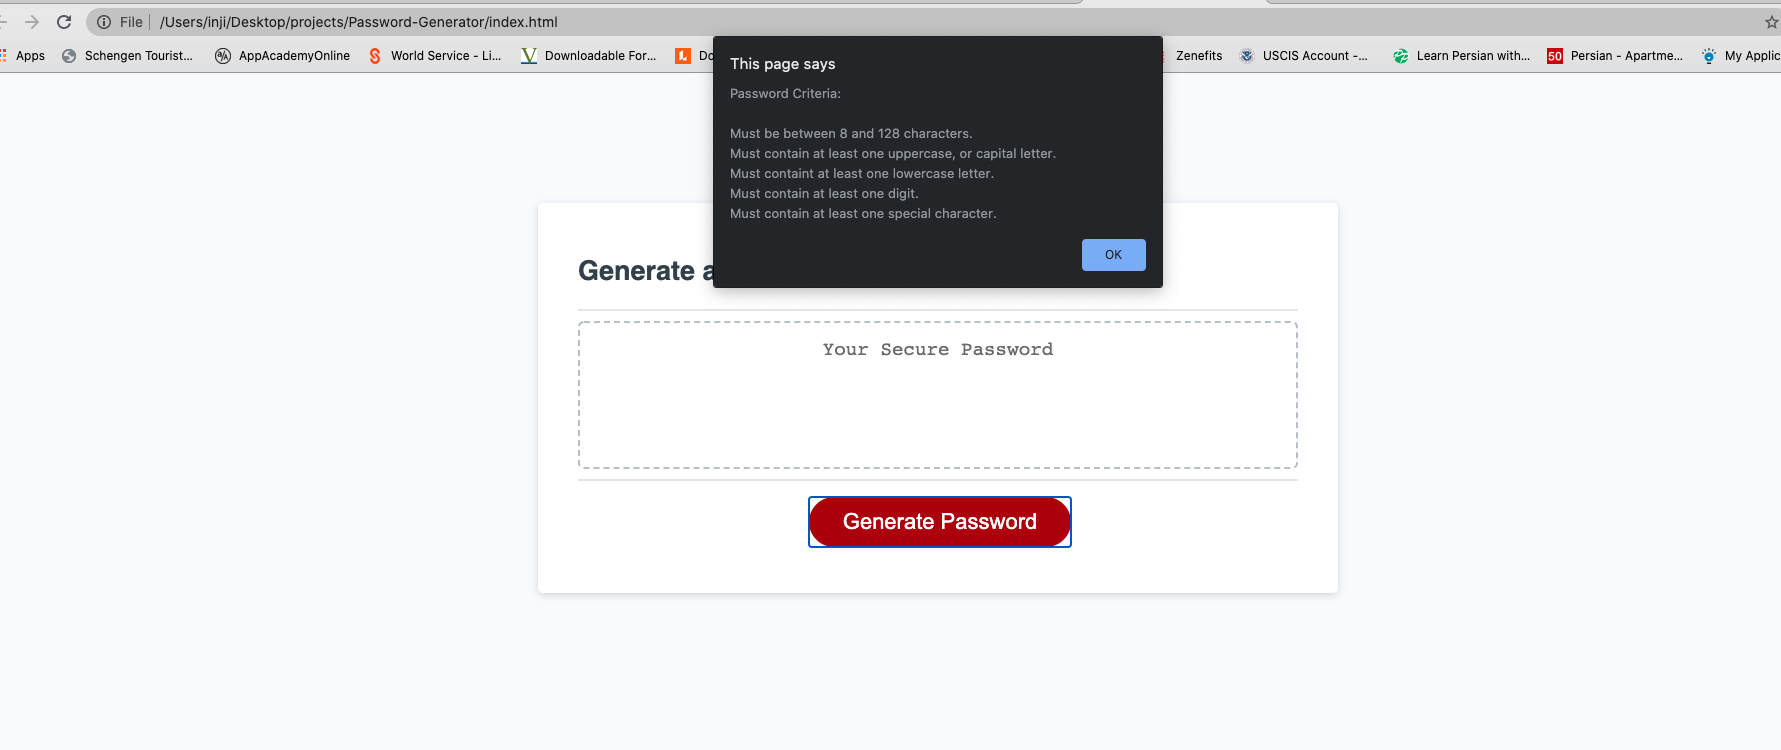 File /Users/inji/Desktop/projects/Password-Generator/index.html
Apps Schengen Tourist... AppAcademyOnline World Service - Li... Downloadable For... Do Zenefits USCIS Account -... Learn Persian with... 50 Persian - Apartme... My Applic
This page says
Password Criteria:
Must be between 8 and 128 characters.
Must contain at least one uppercase, or capital letter.
Must containt at least one lowercase letter.
Must contain at least one digit.
Must contain at least one special character.
OK
Generate a
Your Secure Password
Generate Password